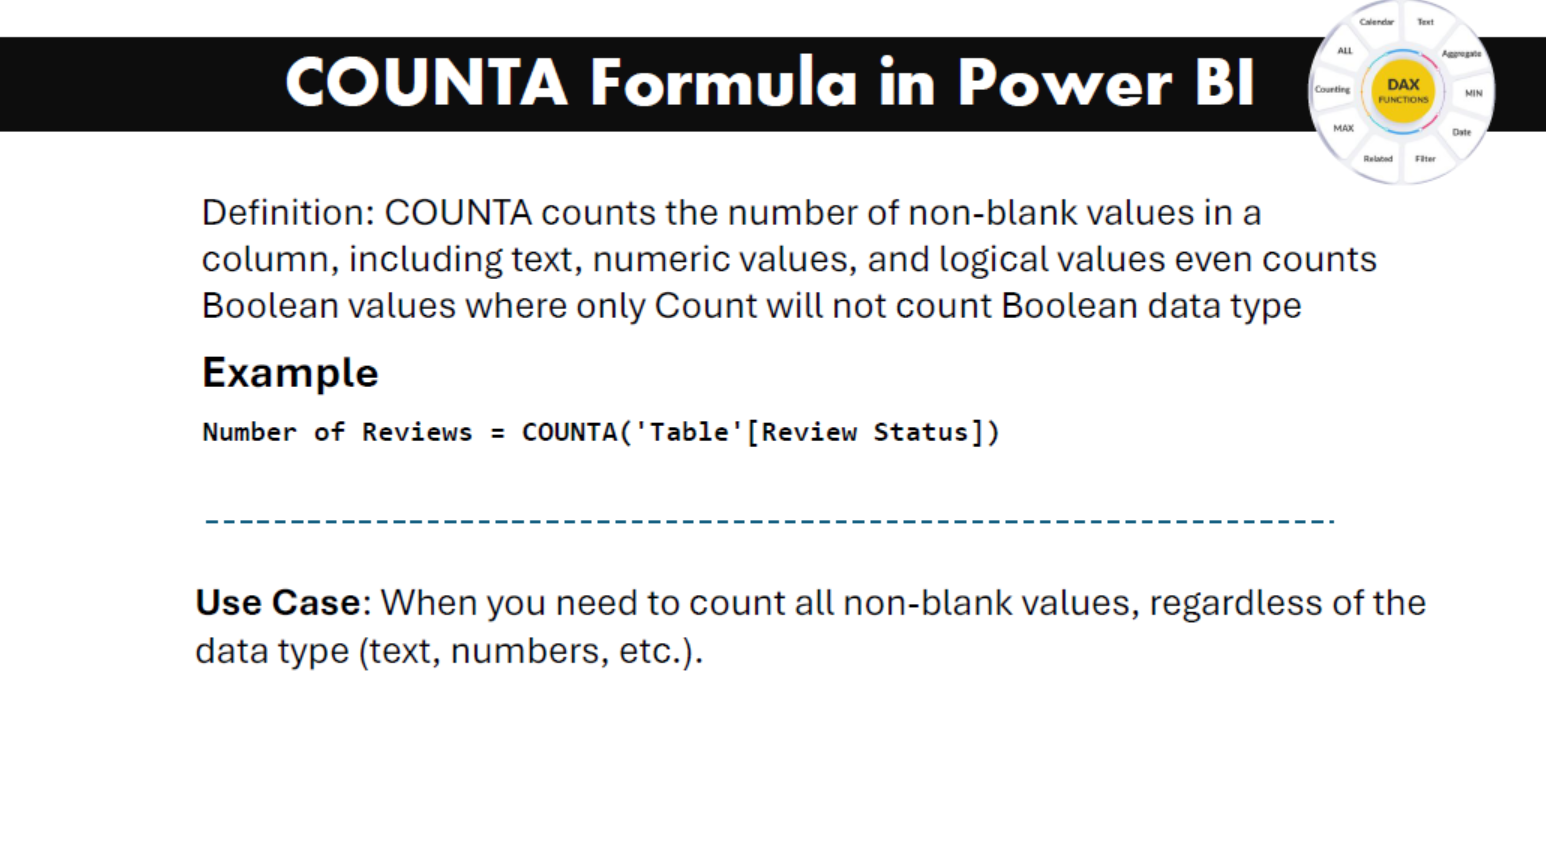 COUNTA Formula in Power BI
Calendar
Text
ALL
Aggregate
Counting
DAX
FUNCTIONS
MIN
MAX
Date
Related
Filter
Definition: COUNTA counts the number of non-blank values in a
column, including text, numeric values, and logical values even counts
Boolean values where only Count will not count Boolean data type
Example
Number of Reviews = COUNTA('Table'[Review Status])
Use Case: When you need to count all non-blank values, regardless of the
data type (text, numbers, etc.).